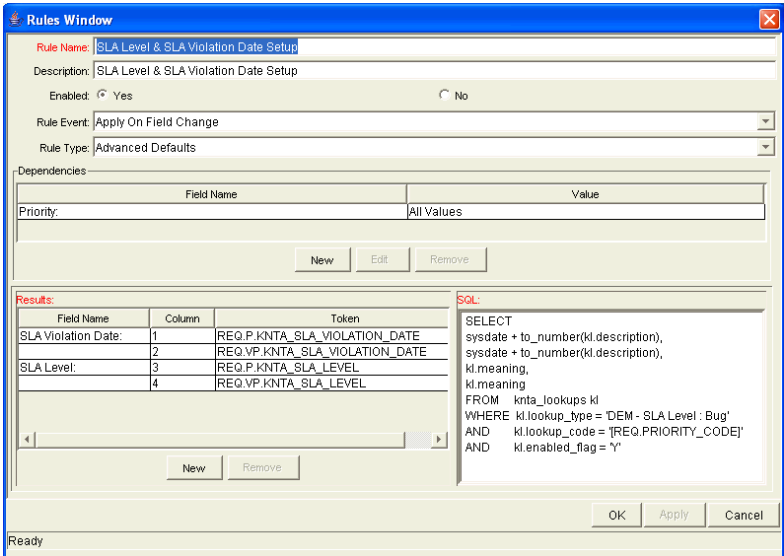 Rules Window
Rule Name: SLA Level & SLA Violation Date Setup
Description: SLA Level & SLA Violation Date Setup
Enabled: Yes No
Rule Event: Apply On Field Change
Rule Type: Advanced Defaults
Dependencies
Field Name Value
Priority: All Values
New Edit Remove
Results:
Field Name Column Token
SLA Violation Date: 1 REQ.P.KNTA_SLA_VIOLATION_DATE
2 REQ.VP.KNTA_SLA_VIOLATION_DATE
SLA Level: 3 REQ.P.KNTA_SLA_LEVEL
4 REQ.VP.KNTA_SLA_LEVEL
New Remove
SQL:
SELECT
sysdate + to_number(kl.description),
sysdate + to_number(kl.description),
kl.meaning,
kl.meaning
FROM knta_lookups kl
WHERE kl.lookup_type = 'DEM - SLA Level : Bug'
AND kl.lookup_code = '[REQ.PRIORITY_CODE]'
AND kl.enabled_flag = 'Y'
OK Apply Cancel
Ready